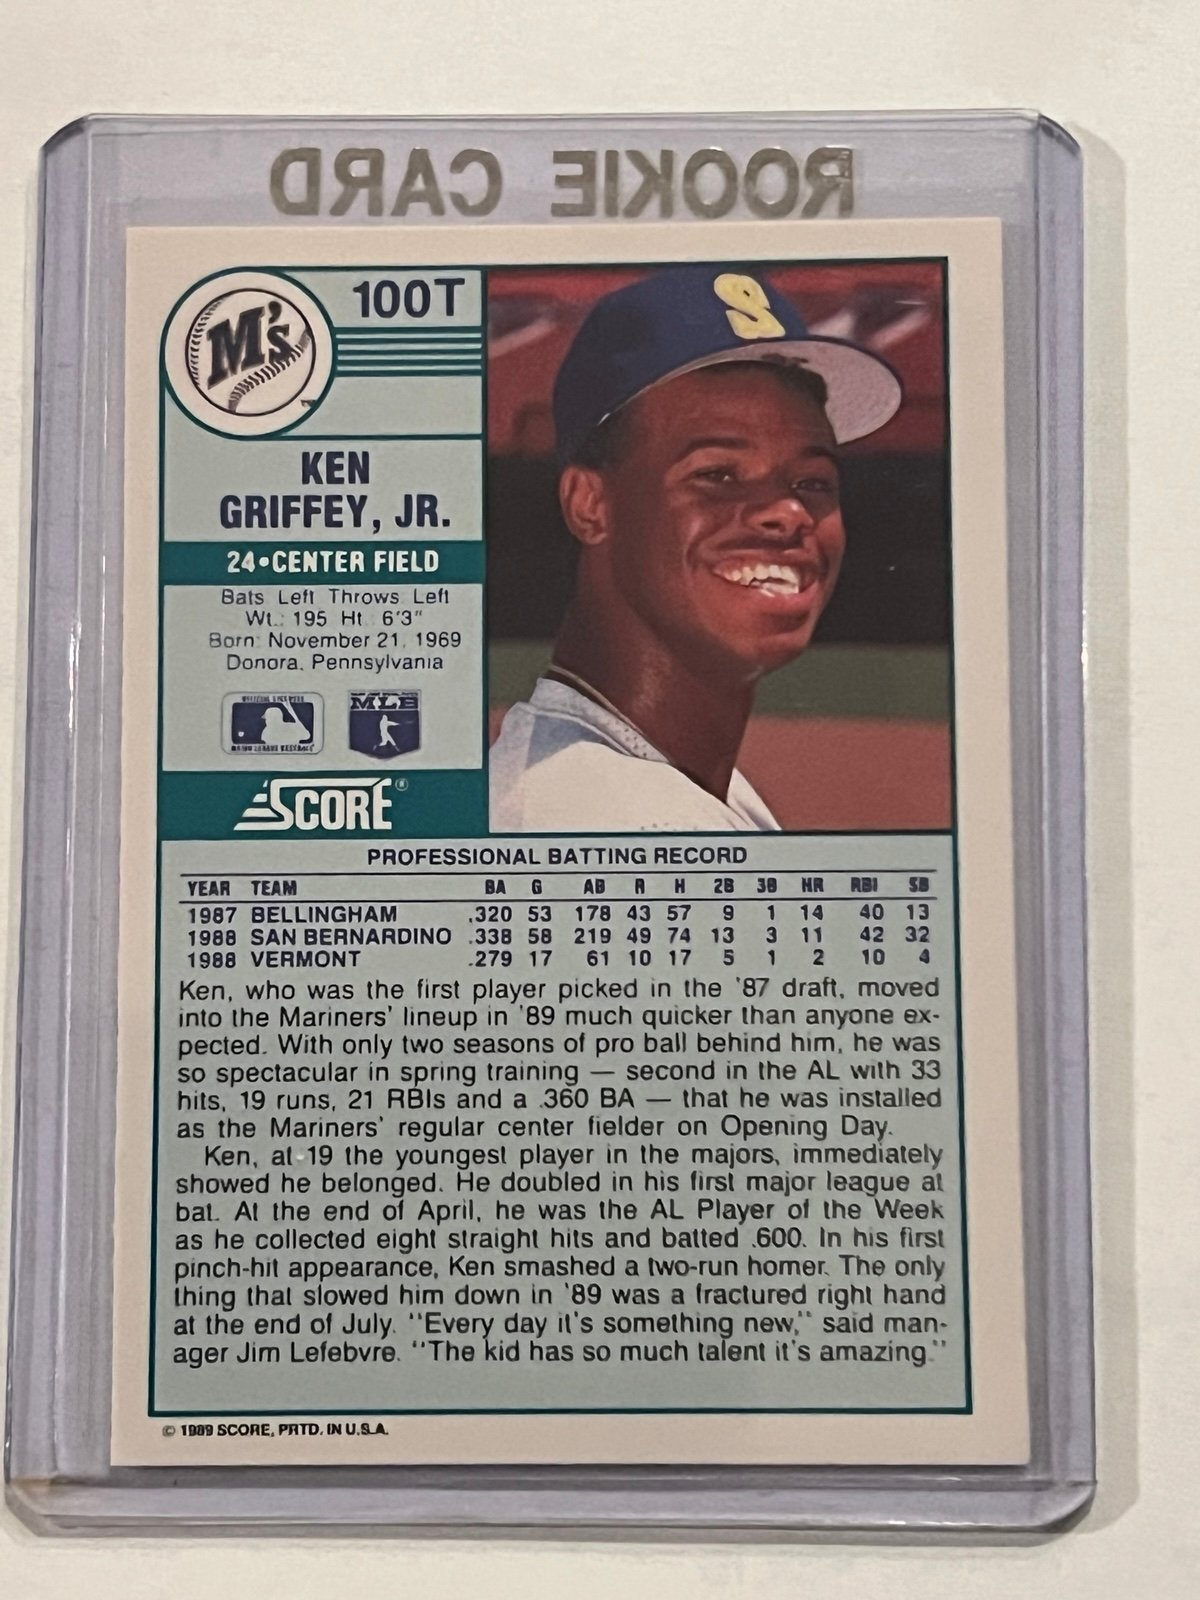 ROOKIE CARD
M's
100T
S
KEN
GRIFFEY, JR.
24•CENTER FIELD
Bats Left Throws Left
Wt.: 195 Ht. 6'3"
Born: November 21, 1969
Donora, Pennsylvania
MLB
SCORE®
PROFESSIONAL BATTING RECORD
YEAR TEAM BA G AB R H 2B 3B HR RBI SB
1987 BELLINGHAM .320 53 178 43 57 9 1 14 40 13
1988 SAN BERNARDINO .338 58 219 49 74 13 3 11 42 32
1988 VERMONT .279 17 61 10 17 5 1 2 10 4
Ken, who was the first player picked in the '87 draft, moved
into the Mariners' lineup in '89 much quicker than anyone ex-
pected. With only two seasons of pro ball behind him, he was
so spectacular in spring training — second in the AL with 33
hits, 19 runs, 21 RBIs and a .360 BA — that he was installed
as the Mariners' regular center fielder on Opening Day.
Ken, at 19 the youngest player in the majors, immediately
showed he belonged. He doubled in his first major league at
bat. At the end of April, he was the AL Player of the Week
as he collected eight straight hits and batted .600. In his first
pinch-hit appearance, Ken smashed a two-run homer. The only
thing that slowed him down in '89 was a fractured right hand
at the end of July. "Every day it's something new," said man-
ager Jim Lefebvre. "The kid has so much talent it's amazing."
© 1989 SCORE, PRTD. IN U.S.A.